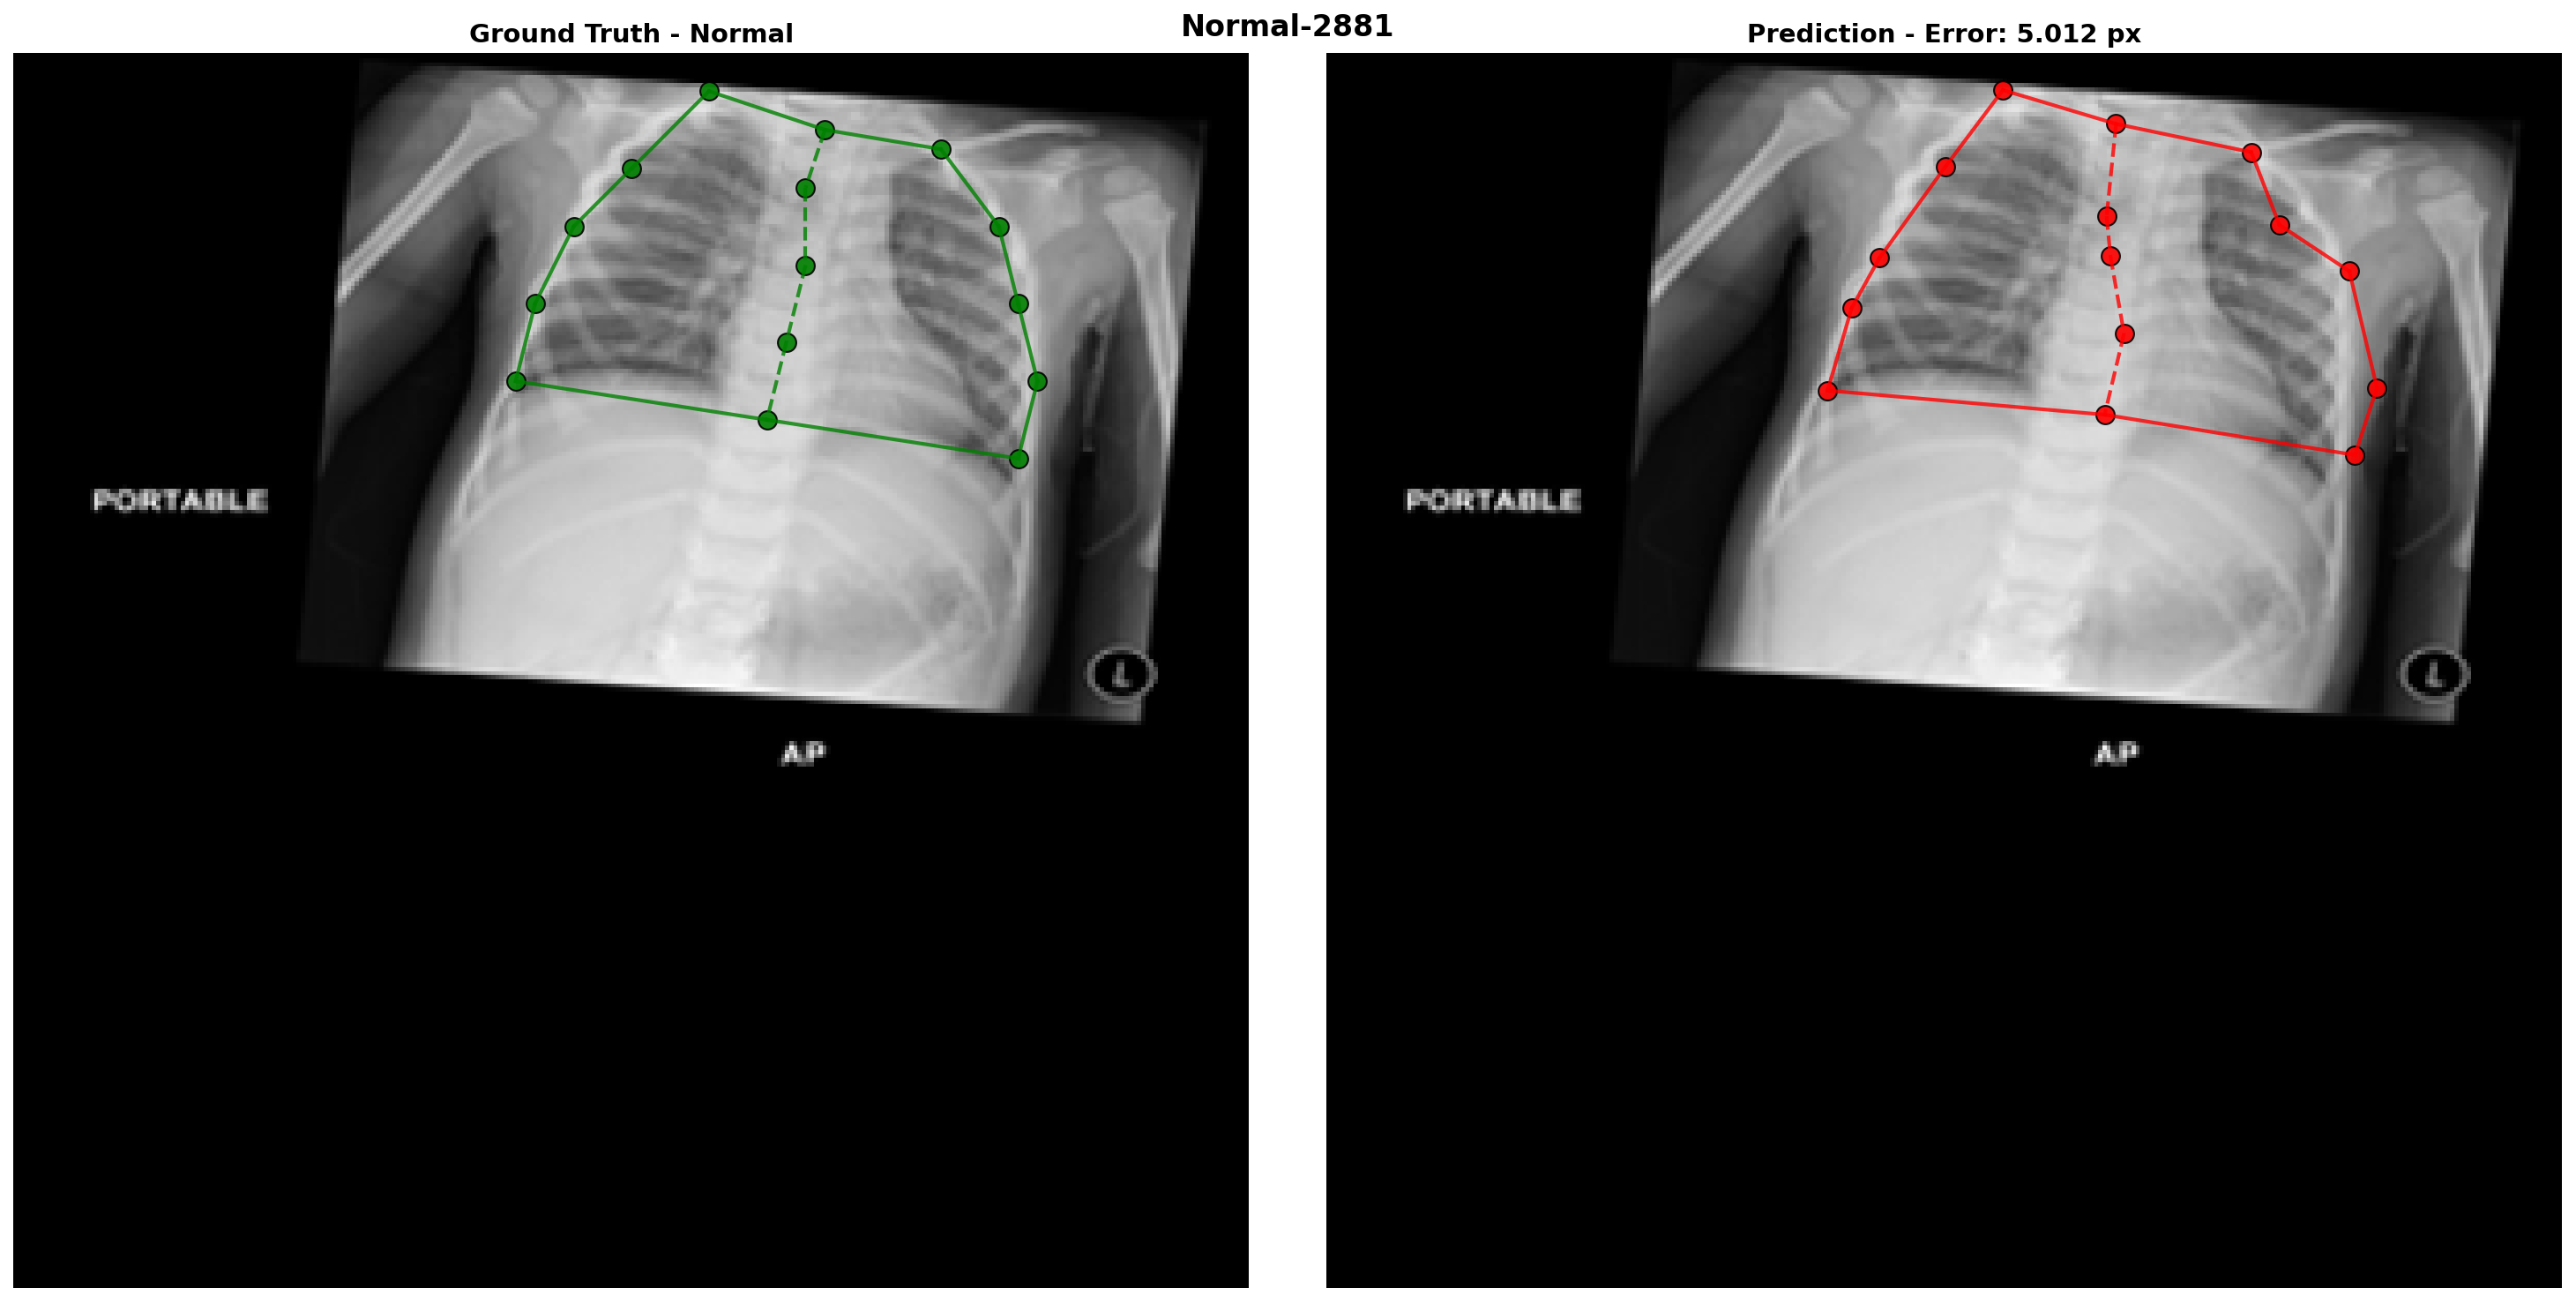 Normal-2881
Ground Truth - Normal
Prediction - Error: 5.012 px
PORTABLE
PORTABLE
L
L
AP
AP